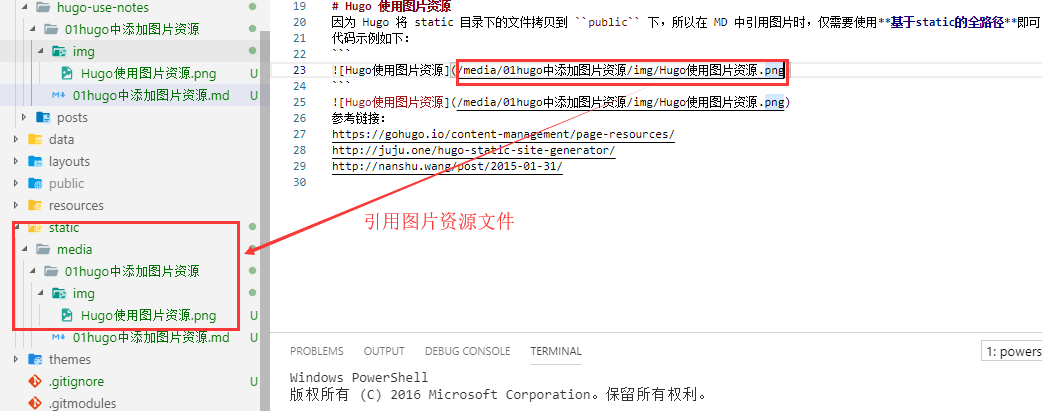 hugo-use-notes
01hugo中添加图片资源
img
Hugo使用图片资源.png U
01hugo中添加图片资源.md U
posts
data
layouts
public
resources
static
media
01hugo中添加图片资源
img
Hugo使用图片资源.png U
01hugo中添加图片资源.md U
themes
.gitignore U
.gitmodules
19 # Hugo 使用图片资源
20 因为 Hugo 将 static 目录下的文件拷贝到 ``public`` 下，所以在 MD 中引用图片时，仅需要使用**基于static的全路径**即可
21 代码示例如下：
22 ```
23 ![Hugo使用图片资源](/media/01hugo中添加图片资源/img/Hugo使用图片资源.png
24 ````
25 ![Hugo使用图片资源](/media/01hugo中添加图片资源/img/Hugo使用图片资源.png)
26 参考链接：
27 https://gohugo.io/content-management/page-resources/
28 http://juju.one/hugo-static-site-generator/
29 http://nanshu.wang/post/2015-01-31/
30
引用图片资源文件
PROBLEMS OUTPUT DEBUG CONSOLE TERMINAL 1: powers
Windows PowerShell
版权所有 (C) 2016 Microsoft Corporation。保留所有权利。